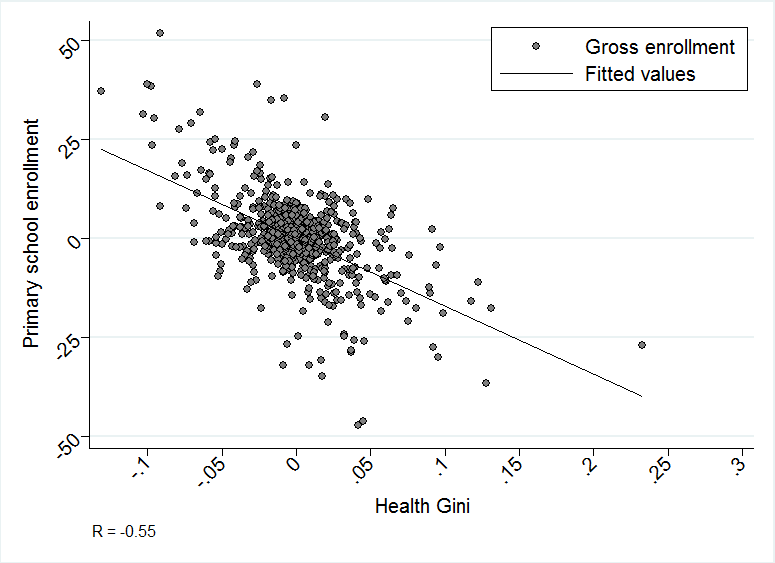 Gross enrollment
Fitted values
Primary school enrollment
50
25
0
-25
-50
-.1
-.05
0
.05
.1
.15
.2
.25
.3
Health Gini
R = -0.55